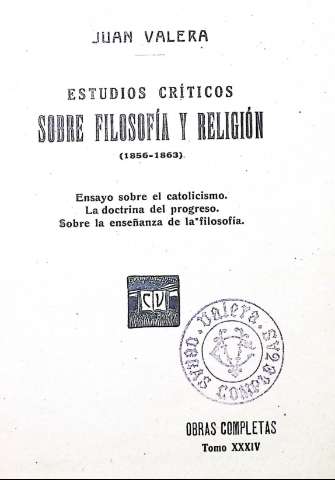 JUAN VALERA
ESTUDIOS CRÍTICOS
SOBRE FILOSOFÍA Y RELIGIÓN
(1856-1863)
Ensayo sobre el catolicismo.
La doctrina del progreso.
Sobre la enseñanza de la filosofía.
C V
Valera
OBRAS COMPLETAS
Tomo XXXIV